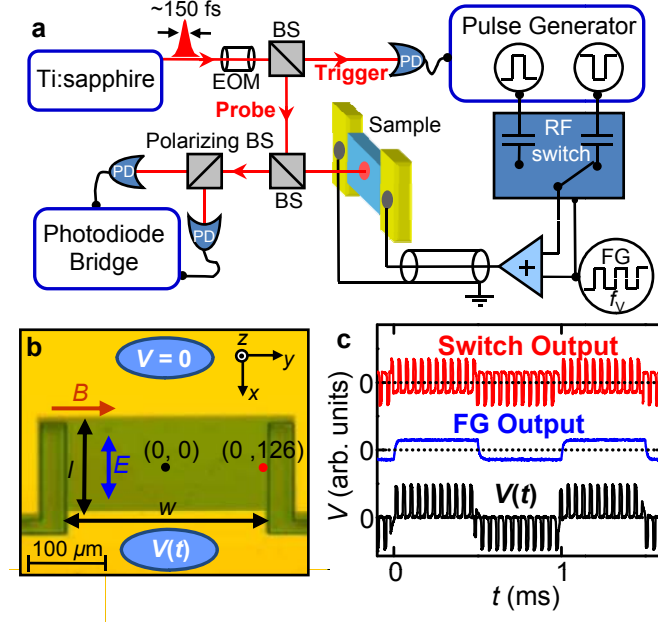 a
~150 fs
Ti:sapphire
EOM
BS
Trigger
PD
Pulse Generator
RF
switch
Probe
Sample
Polarizing BS
BS
PD
PD
Photodiode
Bridge
+
FG
fV
b
V = 0
z
y
x
B
l
E
(0, 0)
(0 ,126)
w
100 µm
V(t)
c
Switch Output
FG Output
V(t)
V (arb. units)
0
0
0
0
1
t (ms)